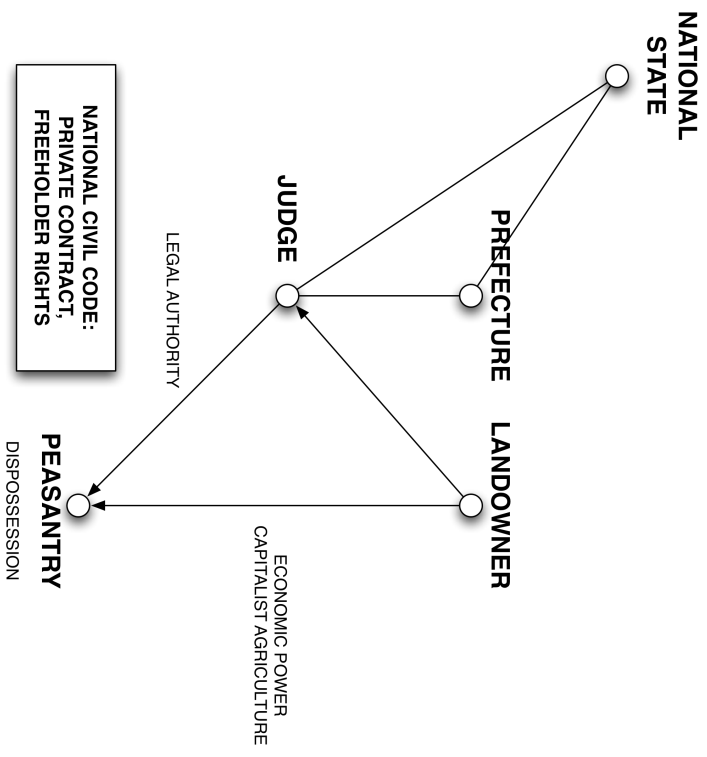 NATIONAL
STATE
PREFECTURE
LANDOWNER
JUDGE
ECONOMIC POWER
CAPITALIST AGRICULTURE
LEGAL AUTHORITY
NATIONAL CIVIL CODE:
PRIVATE CONTRACT,
FREEHOLDER RIGHTS
PEASANTRY
DISPOSSESSION